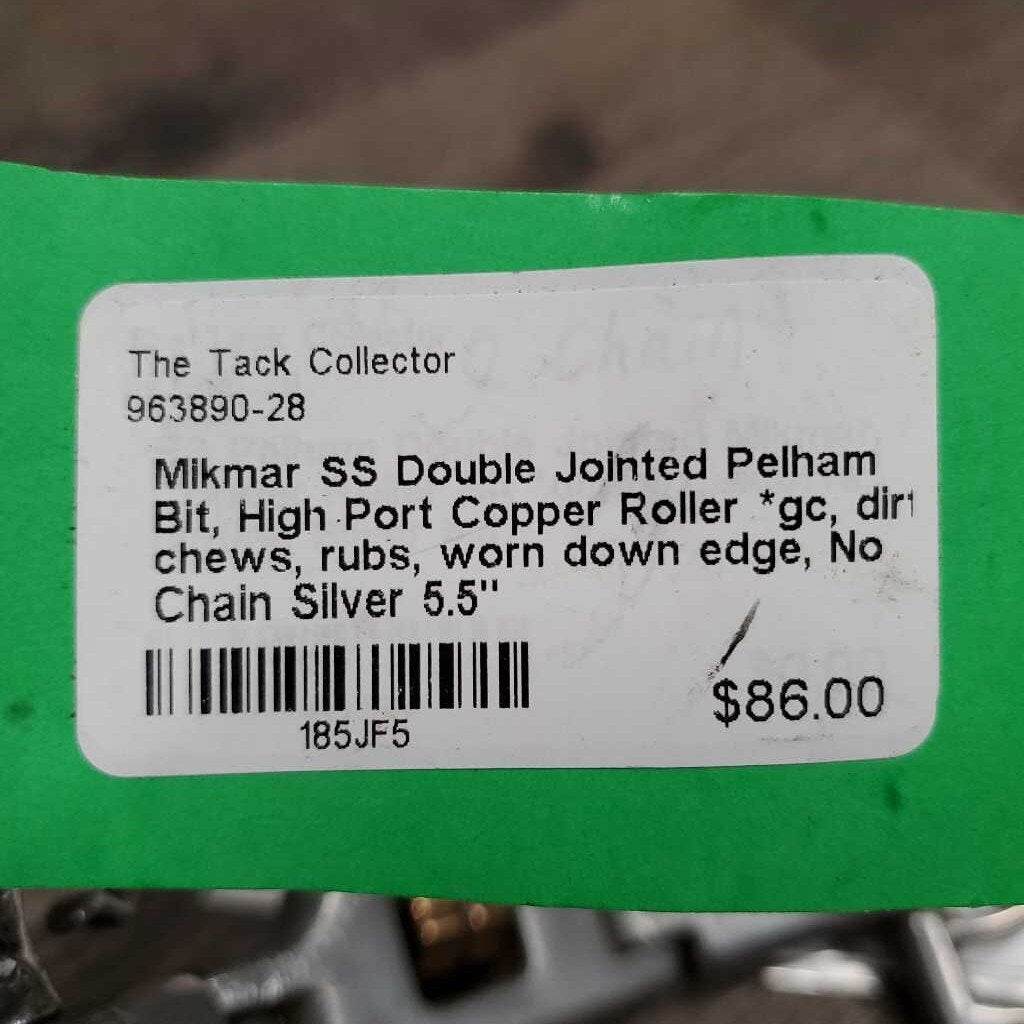 The Tack Collector
963890-28
Mikmar SS Double Jointed Pelham
Bit, High Port Copper Roller *gc, dirt
chews, rubs, worn down edge, No
Chain Silver 5.5"
185JF5
$86.00